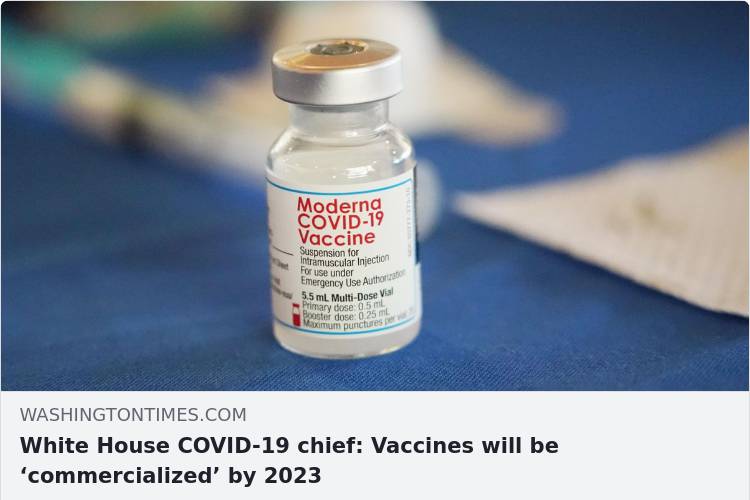 Moderna
COVID-19
Vaccine
Suspension for
Intramuscular Injection
For use under
Emergency Use Authorization
5.5 mL Multi-Dose Vial
Primary dose: 0.5 mL
Booster dose: 0.25 mL
Maximum punctures per vial:
WASHINGTONTIMES.COM
White House COVID-19 chief: Vaccines will be
‘commercialized’ by 2023